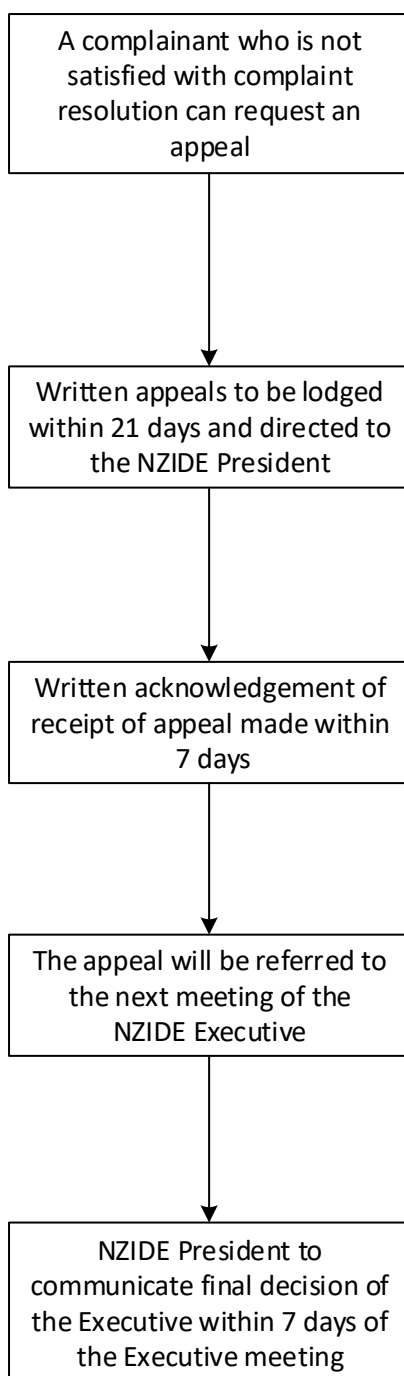 A complainant who is not
satisfied with complaint
resolution can request an
appeal
Written appeals to be lodged
within 21 days and directed to
the NZIDE President
Written acknowledgement of
receipt of appeal made within
7 days
The appeal will be referred to
the next meeting of the
NZIDE Executive
NZIDE President to
communicate final decision of
the Executive within 7 days of
the Executive meeting